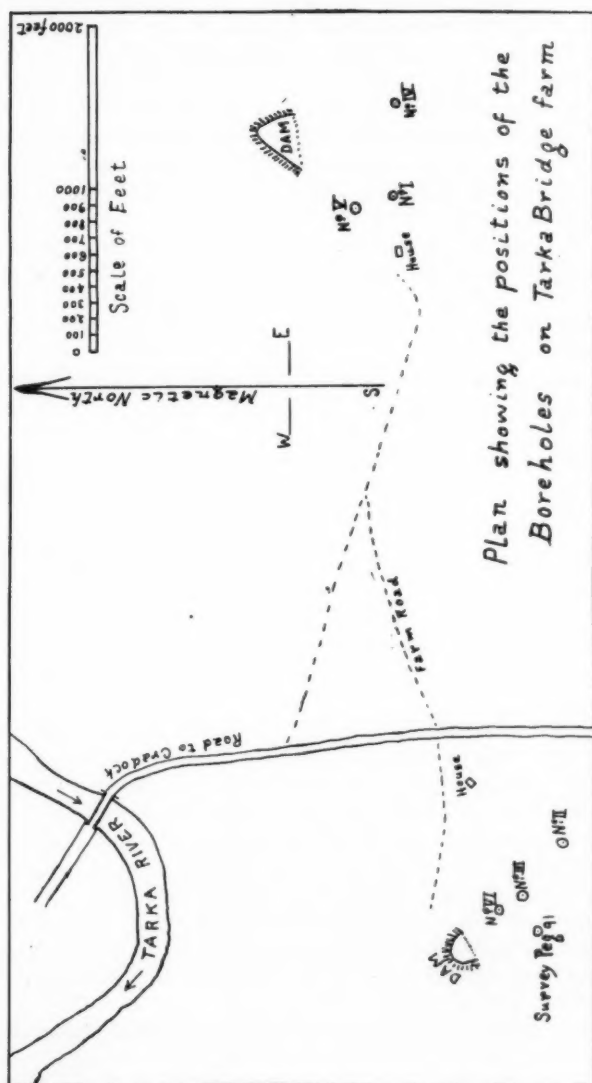 0 100 200 300 400 500 600 700 800 900 1000 2000 feet
Scale of Feet
Magnetic North
W
E
S
DAM
Nº IV
Nº V
Nº I
House
Plan showing the positions of the
Boreholes on Tarka Bridge farm
Farm Road
Road to Craddock
TARKA RIVER
House
DAM
Nº VI
Nº III
Nº II
Survey Peg 91